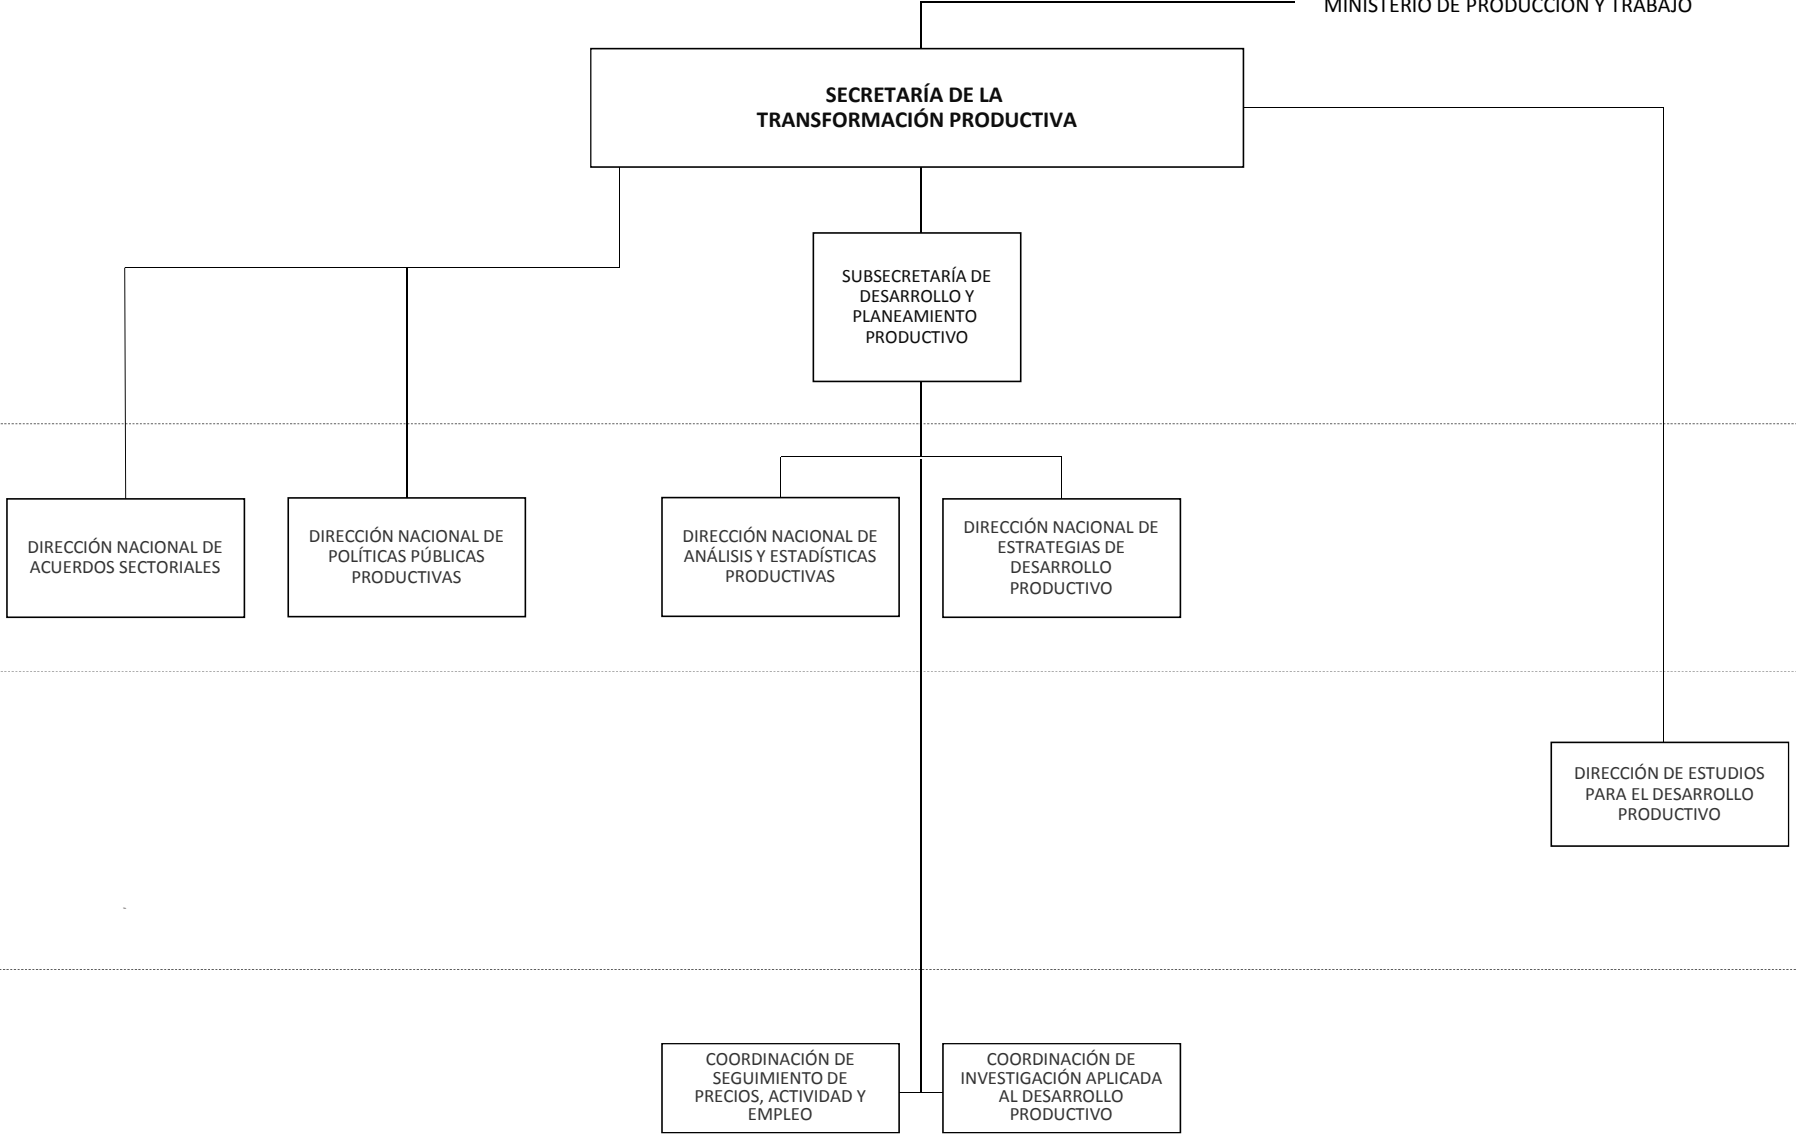 MINISTERIO DE PRODUCCIÓN Y TRABAJO
SECRETARÍA DE LA
TRANSFORMACIÓN PRODUCTIVA
SUBSECRETARÍA DE
DESARROLLO Y
PLANEAMIENTO
PRODUCTIVO
DIRECCIÓN NACIONAL DE
ACUERDOS SECTORIALES
DIRECCIÓN NACIONAL DE
POLÍTICAS PÚBLICAS
PRODUCTIVAS
DIRECCIÓN NACIONAL DE
ANÁLISIS Y ESTADÍSTICAS
PRODUCTIVAS
DIRECCIÓN NACIONAL DE
ESTRATEGIAS DE
DESARROLLO
PRODUCTIVO
DIRECCIÓN DE ESTUDIOS
PARA EL DESARROLLO
PRODUCTIVO
COORDINACIÓN DE
SEGUIMIENTO DE
PRECIOS, ACTIVIDAD Y
EMPLEO
COORDINACIÓN DE
INVESTIGACIÓN APLICADA
AL DESARROLLO
PRODUCTIVO